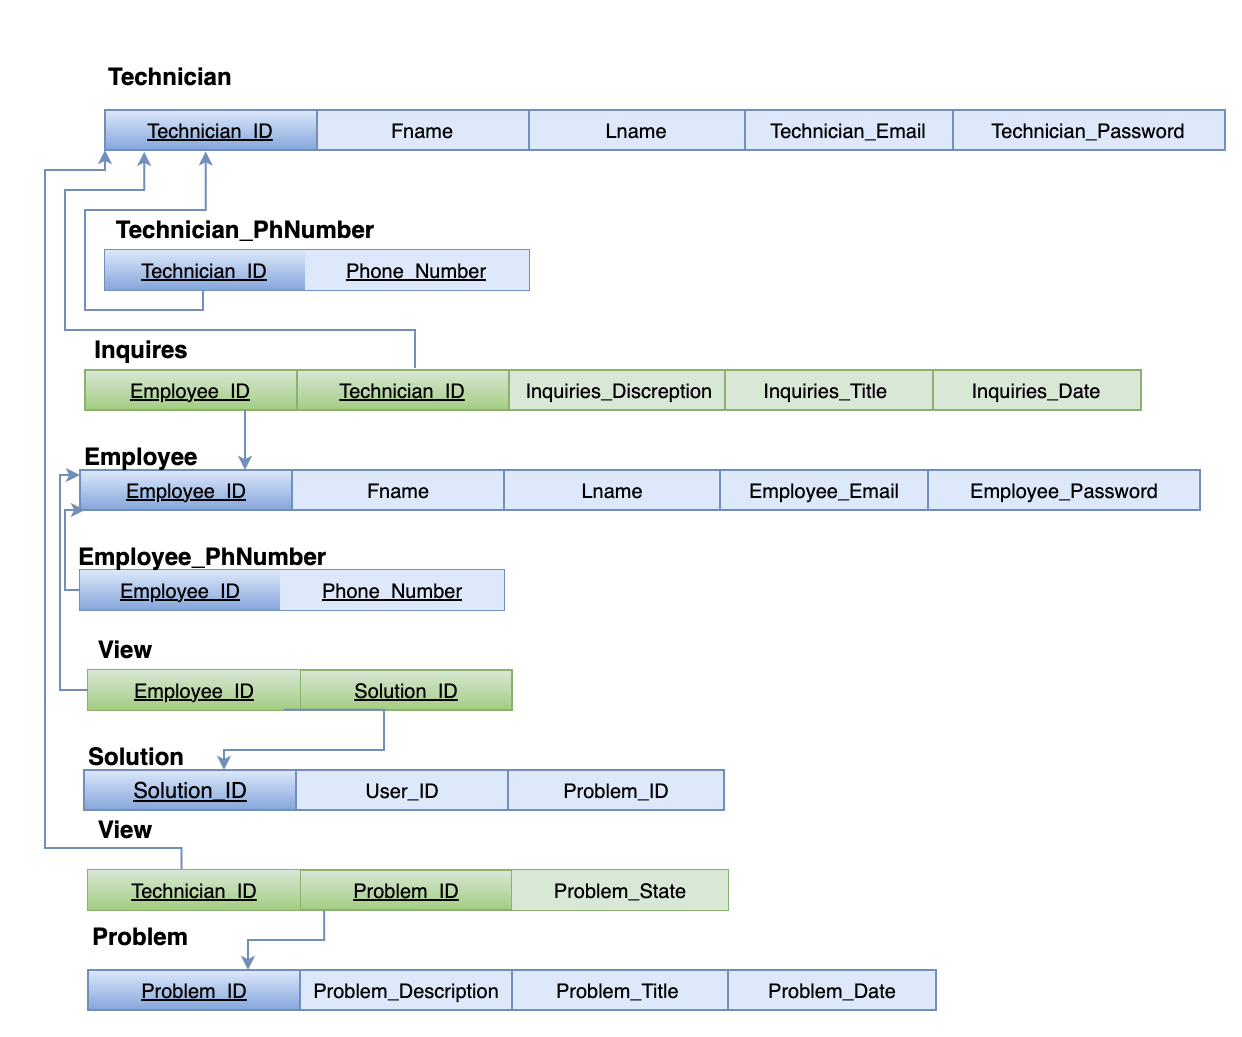 Technician
Technician_ID Fname Lname Technician_Email Technician_Password
Technician_PhNumber
Technician_ID Phone_Number
Inquires
Employee_ID Technician_ID Inquiries_Discreption Inquiries_Title Inquiries_Date
Employee
Employee_ID Fname Lname Employee_Email Employee_Password
Employee_PhNumber
Employee_ID Phone_Number
View
Employee_ID Solution_ID
Solution
Solution_ID User_ID Problem_ID
View
Technician_ID Problem_ID Problem_State
Problem
Problem_ID Problem_Description Problem_Title Problem_Date